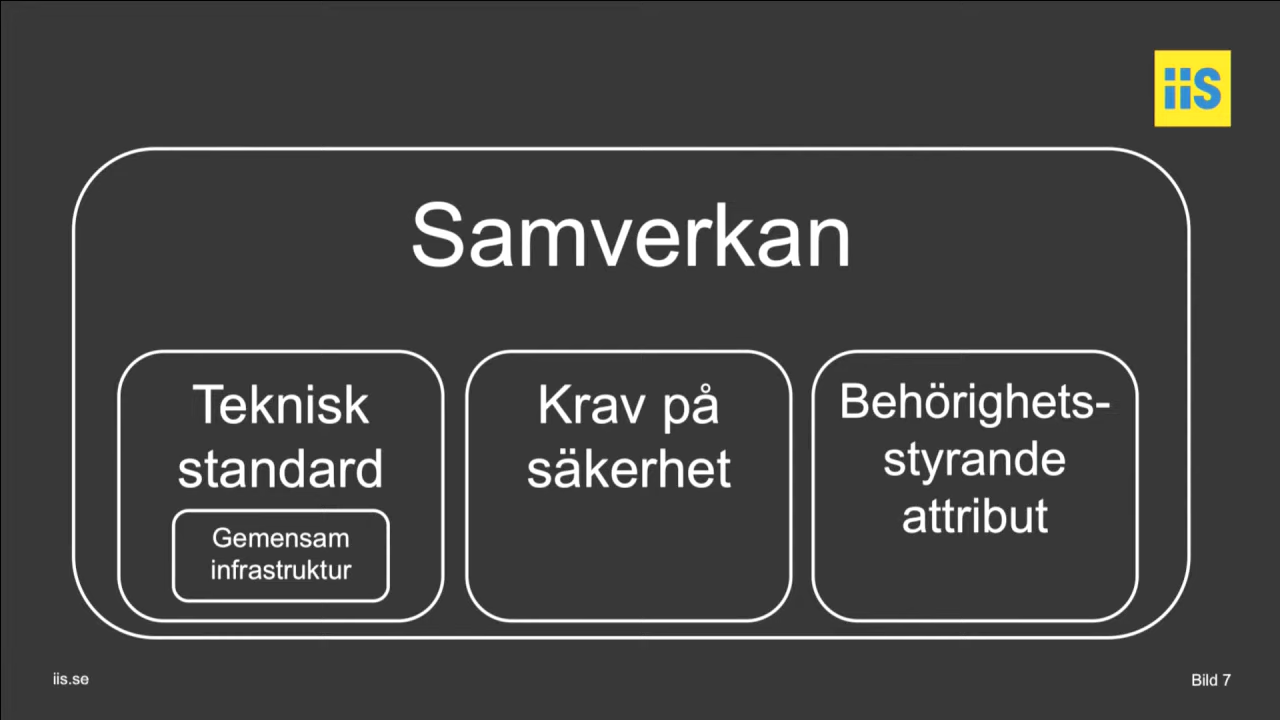 iis
Samverkan
Teknisk
standard
Gemensam
infrastruktur
Krav på
säkerhet
Behörighets-
styrande
attribut
iis.se
Bild 7